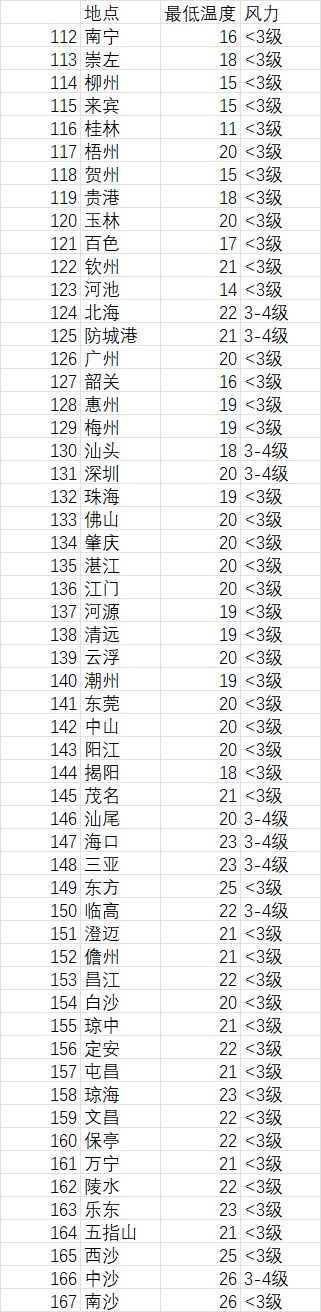 地点 最低温度 风力
112 南宁 16 <3级
113 崇左 18 <3级
114 柳州 15 <3级
115 来宾 15 <3级
116 桂林 11 <3级
117 梧州 20 <3级
118 贺州 15 <3级
119 贵港 18 <3级
120 玉林 20 <3级
121 百色 17 <3级
122 钦州 21 <3级
123 河池 14 <3级
124 北海 22 3-4级
125 防城港 21 3-4级
126 广州 20 <3级
127 韶关 16 <3级
128 惠州 19 <3级
129 梅州 19 <3级
130 汕头 18 3-4级
131 深圳 20 3-4级
132 珠海 19 <3级
133 佛山 20 <3级
134 肇庆 20 <3级
135 湛江 20 <3级
136 江门 20 <3级
137 河源 19 <3级
138 清远 19 <3级
139 云浮 20 <3级
140 潮州 19 <3级
141 东莞 20 <3级
142 中山 20 <3级
143 阳江 20 <3级
144 揭阳 18 <3级
145 茂名 21 <3级
146 汕尾 20 3-4级
147 海口 23 3-4级
148 三亚 23 3-4级
149 东方 25 <3级
150 临高 22 3-4级
151 澄迈 21 <3级
152 儋州 21 <3级
153 昌江 22 <3级
154 白沙 20 <3级
155 琼中 21 <3级
156 定安 22 <3级
157 屯昌 21 <3级
158 琼海 23 <3级
159 文昌 22 <3级
160 保亭 22 <3级
161 万宁 21 <3级
162 陵水 22 <3级
163 乐东 23 <3级
164 五指山 21 <3级
165 西沙 25 <3级
166 中沙 26 3-4级
167 南沙 26 <3级